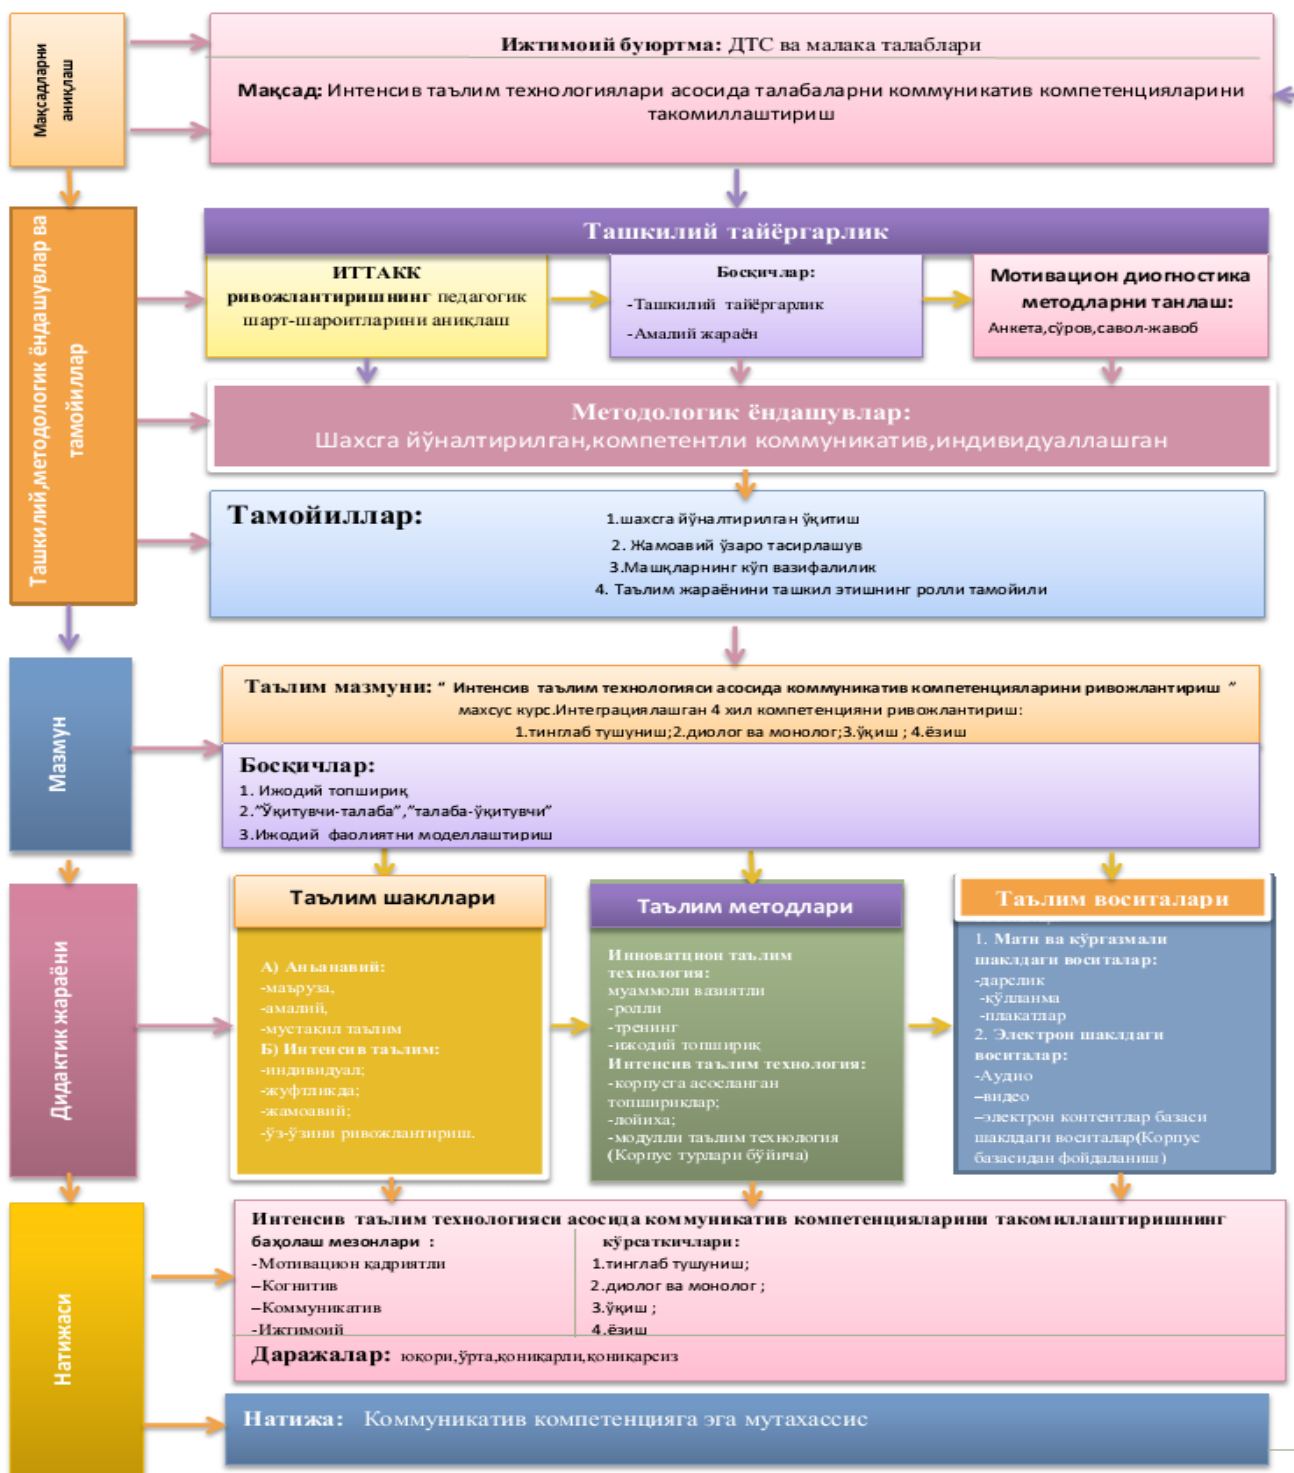 Мақсадларни
аниқлаш
Ижтимоий буюртма: ДТС ва малака талаблари
Мақсад: Интенсив таълим технологиялари асосида талабаларни коммуникатив компетенцияларини
такомиллаштириш
Ташкилий,методологик ёндашувлар ва
тамойиллар
Ташкилий тайёргарлик
ИТТАКК
ривожлантиришнинг педагогик
шарт-шароитларини аниқлаш
Босқичлар:
-Ташкилий тайёргарлик
-Амалий жараён
Мотивацион диогностика
методларни танлаш:
Анкета,сўров,савол-жавоб
Методологик ёндашувлар:
Шахсга йўналтирилган,компетентли коммуникатив,индивидуаллашган
Тамойиллар:
1.шахсга йўналтирилган ўқитиш
2. Жамоавий ўзаро тасирлашув
3.Машқларнинг кўп вазифалилик
4. Таълим жараёнини ташкил этишнинг ролли тамойили
Мазмун
Таълим мазмуни: “ Интенсив таълим технологияси асосида коммуникатив компетенцияларини ривожлантириш ”
махсус курс.Интеграциялашган 4 хил компетенцияни ривожлантириш:
1.тинглаб тушуниш;2.диолог ва монолог;3.ўқиш ; 4.ёзиш
Босқичлар:
1. Ижодий топшириқ
2.”Ўқитувчи-талаба”,”талаба-ўқитувчи”
3.Ижодий фаолиятни моделлаштириш
Дидактик жараёни
Таълим шакллари
А) Анъанавий:
-маъруза,
-амалий,
-мустақил таълим
Б) Интенсив таълим:
-индивидуал;
-жуфтликда;
-жамоавий;
-ўз-ўзини ривожлантириш.
Таълим методлари
Инноватцион таълим
технология:
муаммоли вазиятли
-ролли
-тренинг
-ижодий топшириқ
Интенсив таълим технология:
-корпусга асосланган
топшириқлар;
-лойиха;
-модулли таълим технология
(Корпус турлари бўйича)
Таълим воситалари
1. Матн ва кўргазмали
шаклдаги воситалар:
-дарслик
-қўлланма
-плакатлар
2. Электрон шаклдаги
воситалар:
-Аудио
–видео
–электрон контентлар базаси
шаклдаги воситалар(Корпус
базасидан фойдаланиш)
Натижаси
Интенсив таълим технологияси асосида коммуникатив компетенцияларини такомиллаштиришнинг
баҳолаш мезонлари :
-Мотивацион қадриятли
–Когнитив
–Коммуникатив
-Ижтимоий
кўрсаткичлари:
1.тинглаб тушуниш;
2.диолог ва монолог ;
3.ўқиш ;
4.ёзиш
Даражалар: юқори,ўрта,қониқарли,қониқарсиз
Натижа: Коммуникатив компетенцияга эга мутахассис